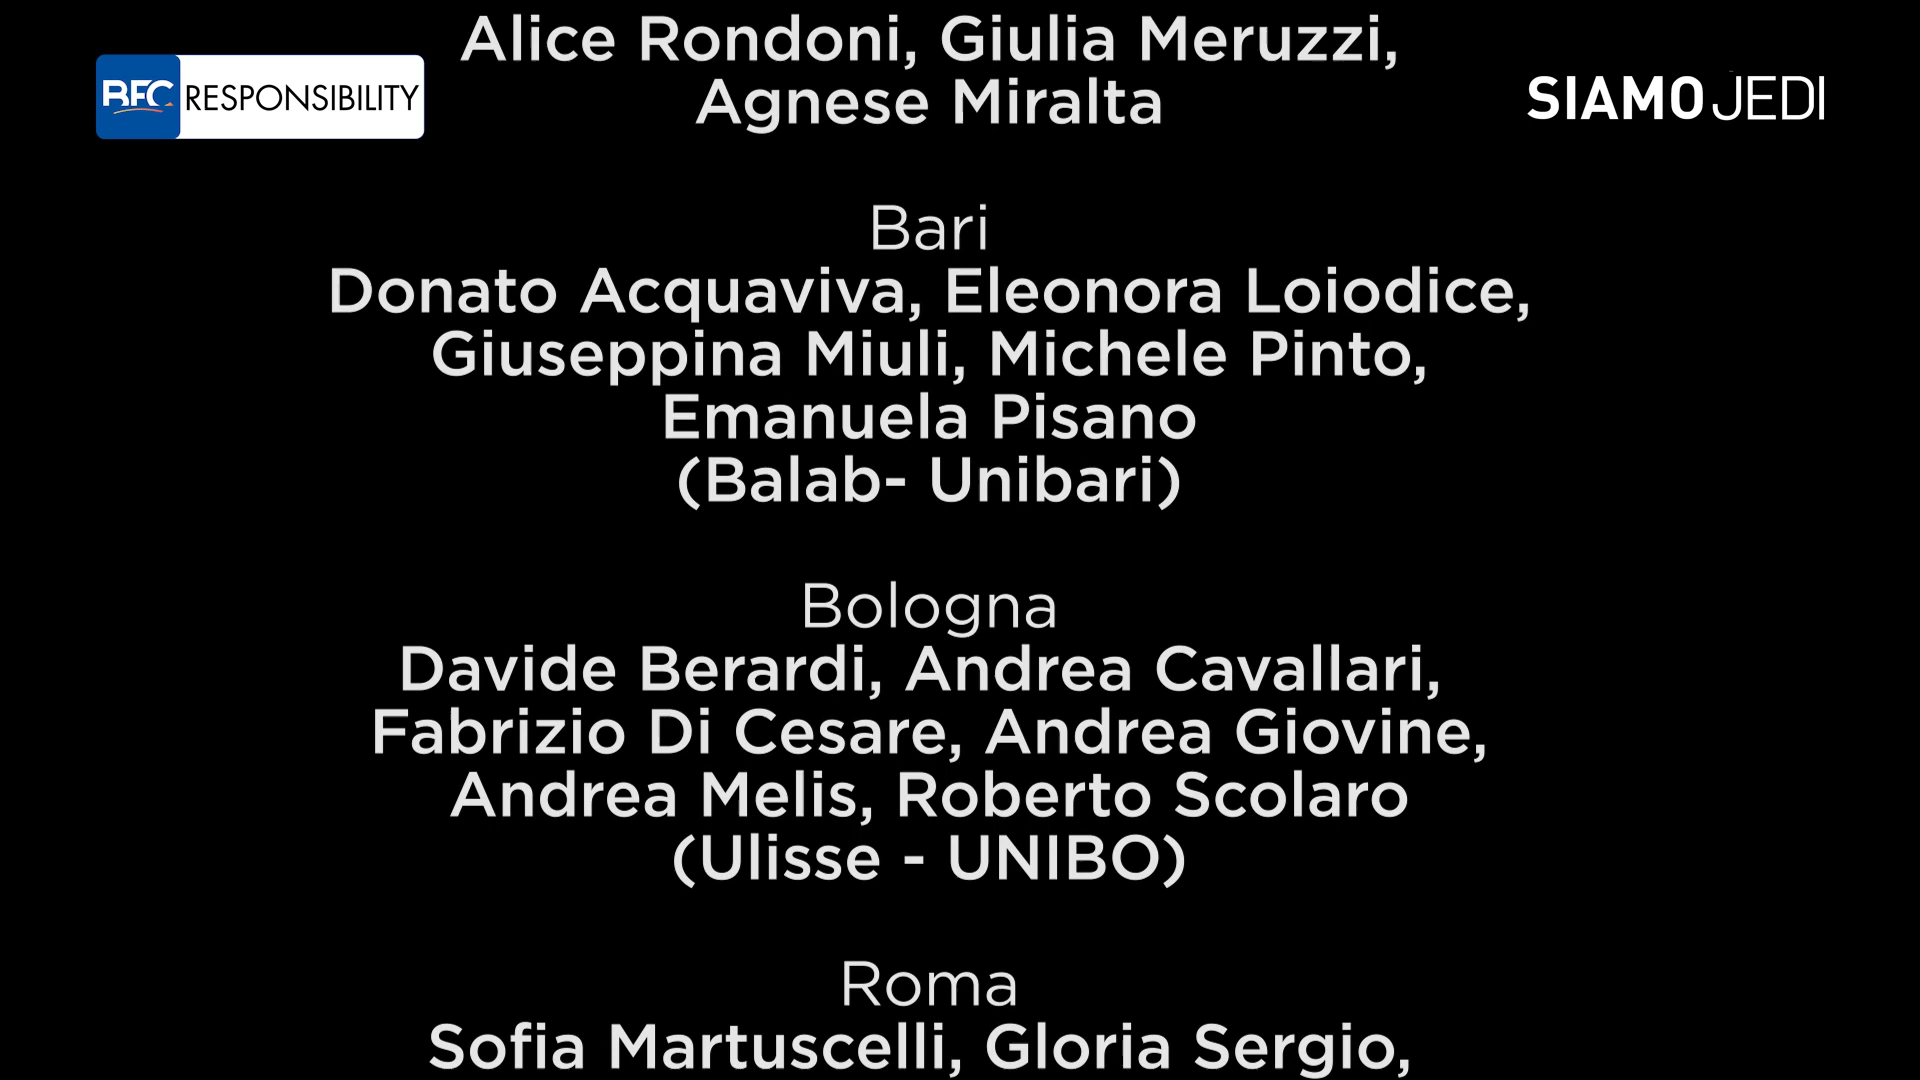 Alice Rondoni, Giulia Meruzzi,
Agnese Miralta
BFC RESPONSIBILITY
SIAMO JEDI
Bari
Donato Acquaviva, Eleonora Loiodice,
Giuseppina Miuli, Michele Pinto,
Emanuela Pisano
(Balab- Unibari)
Bologna
Davide Berardi, Andrea Cavallari,
Fabrizio Di Cesare, Andrea Giovine,
Andrea Melis, Roberto Scolaro
(Ulisse - UNIBO)
Roma
Sofia Martuscelli, Gloria Sergio,